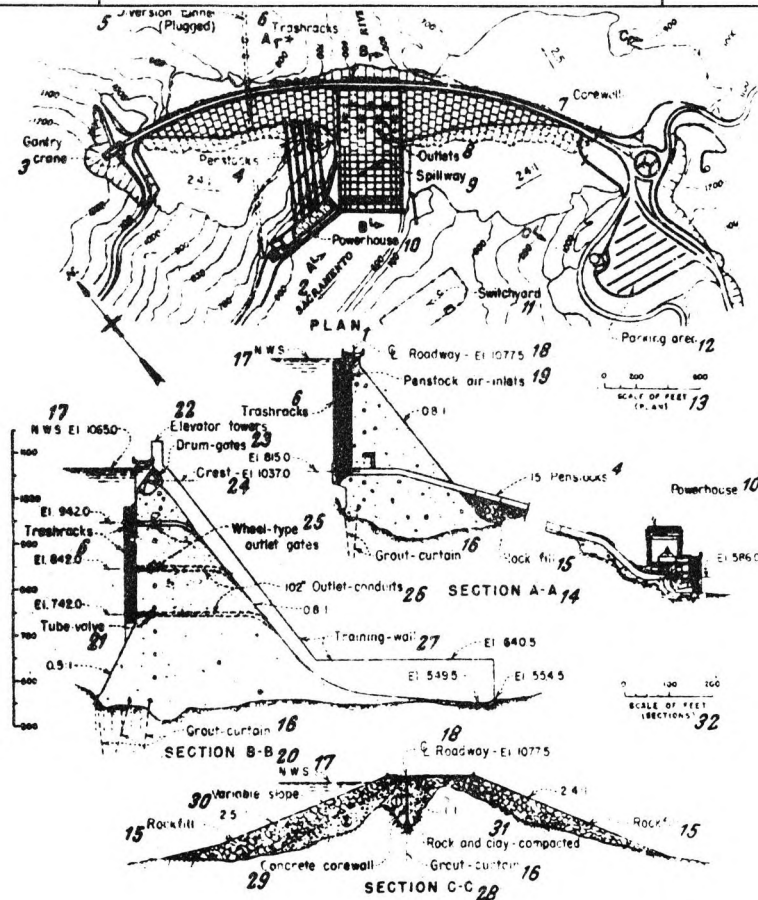 5 Diversion tunnel 6
(Plugged) Trashracks
A
B
C
2.5
7 Corewall
1100
1100
900
Gantry
crane
3
Penstocks
4
2.4:1
Outlets 8
Spillway 9
2.4:1
1700
Powerhouse 10
B
A
2 SACRAMENTO
Switchyard
11
PLAN
1
Parking area 12
0 200 600
SCALE OF FEET
(PLAN) 13
17 N.W.S.
℄ Roadway - El. 1077.5 18
Penstock air-inlets 19
6
Trashracks
0.8:1
El. 815.0
15' Penstocks 4
Powerhouse 10
El. 586.0
Grout-curtain 16
Rock fill 15
SECTION A-A 14
17 22
N.W.S. El. 1065.0
Elevator towers
Drum-gates 23
Crest - El. 1037.0
24
El. 942.0
Trashracks
6
Wheel-type 25
outlet gates
El. 842.0
102" Outlet-conduits 26
El. 742.0
0.8:1
Tube-valve
21
Training-wall 27
El. 640.5
0.5:1
El. 549.5
El. 554.5
Grout-curtain 16
SECTION B-B
20
0 100 200
SCALE OF FEET
(SECTIONS) 32
18
℄ Roadway - El. 1077.5
N.W.S. 17
30 Variable slope
2.4:1
15 Rockfill 2.5
1:1
31
Rockfill 15
Rock and clay-compacted
Concrete corewall
29
Grout-curtain 16
SECTION C-C 28